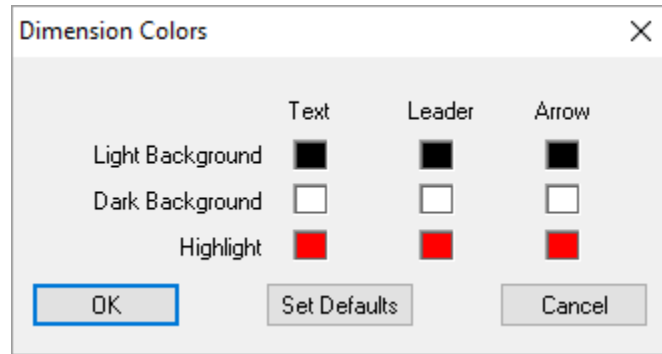 Dimension Colors
Text Leader Arrow
Light Background
Dark Background
Highlight
OK Set Defaults Cancel